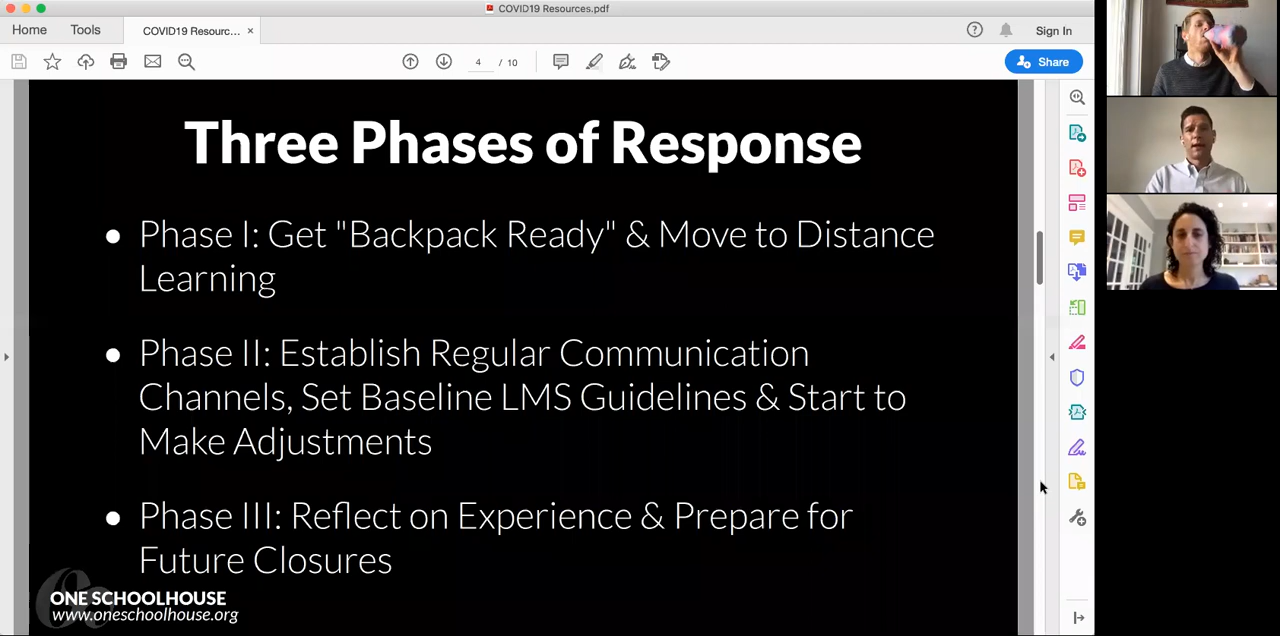 COVID19 Resources.pdf
Home
Tools
COVID19 Resourc... ×
Sign In
4 / 10
Share
Three Phases of Response
• Phase I: Get "Backpack Ready" & Move to Distance
Learning
• Phase II: Establish Regular Communication
Channels, Set Baseline LMS Guidelines & Start to
Make Adjustments
• Phase III: Reflect on Experience & Prepare for
Future Closures
ONE SCHOOLHOUSE
www.oneschoolhouse.org